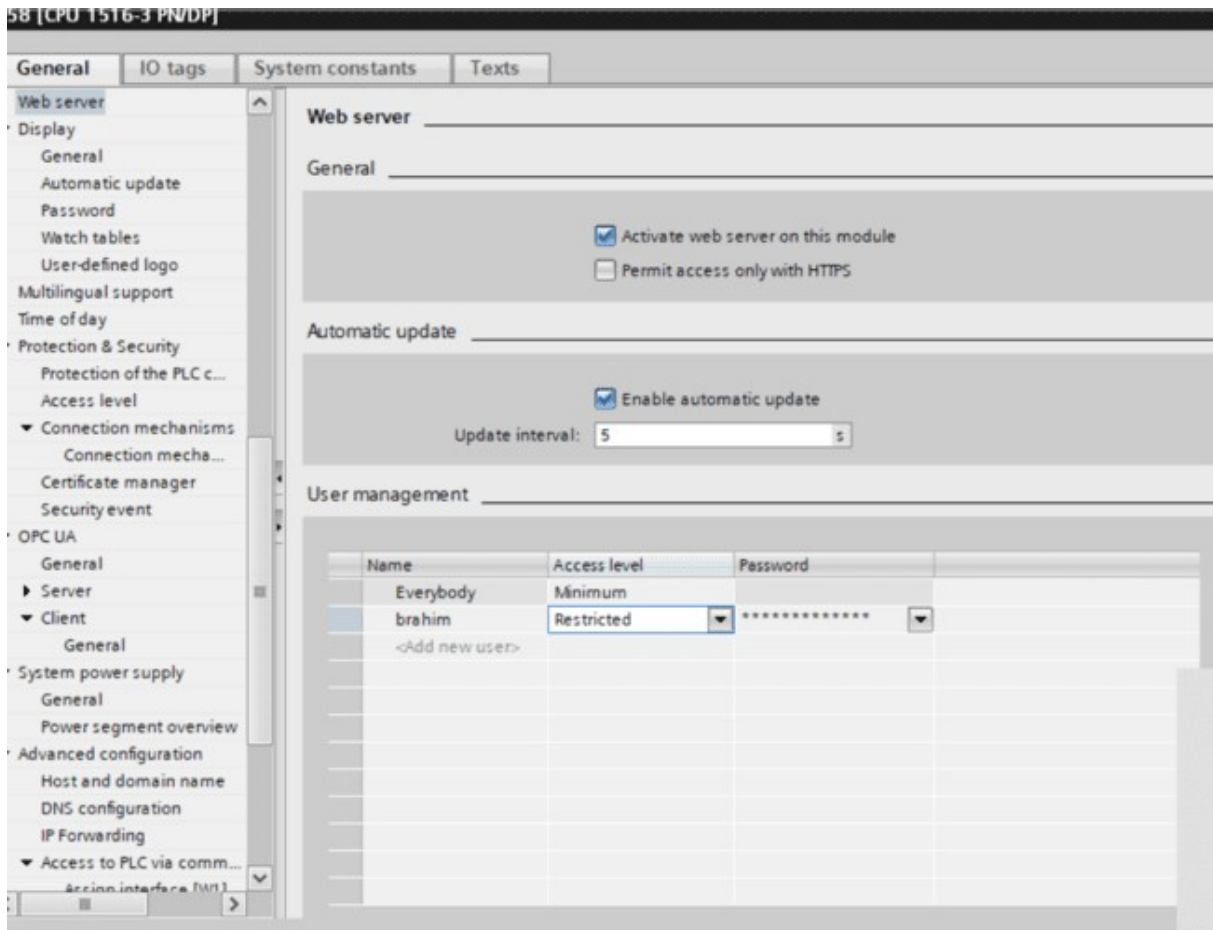 58 [CPU 1516-3 PN/DP]
General IO tags System constants Texts
Web server
Display
General
Automatic update
Password
Watch tables
User-defined logo
Multilingual support
Time of day
Protection & Security
Protection of the PLC c...
Access level
Connection mechanisms
Connection mecha...
Certificate manager
Security event
OPC UA
General
Server
Client
General
System power supply
General
Power segment overview
Advanced configuration
Host and domain name
DNS configuration
IP Forwarding
Access to PLC via comm...
Assign interface [W1]
Web server
General
Activate web server on this module
Permit access only with HTTPS
Automatic update
Enable automatic update
Update interval: 5 s
User management
Name Access level Password
Everybody Minimum
brahim Restricted *************
<Add new user>